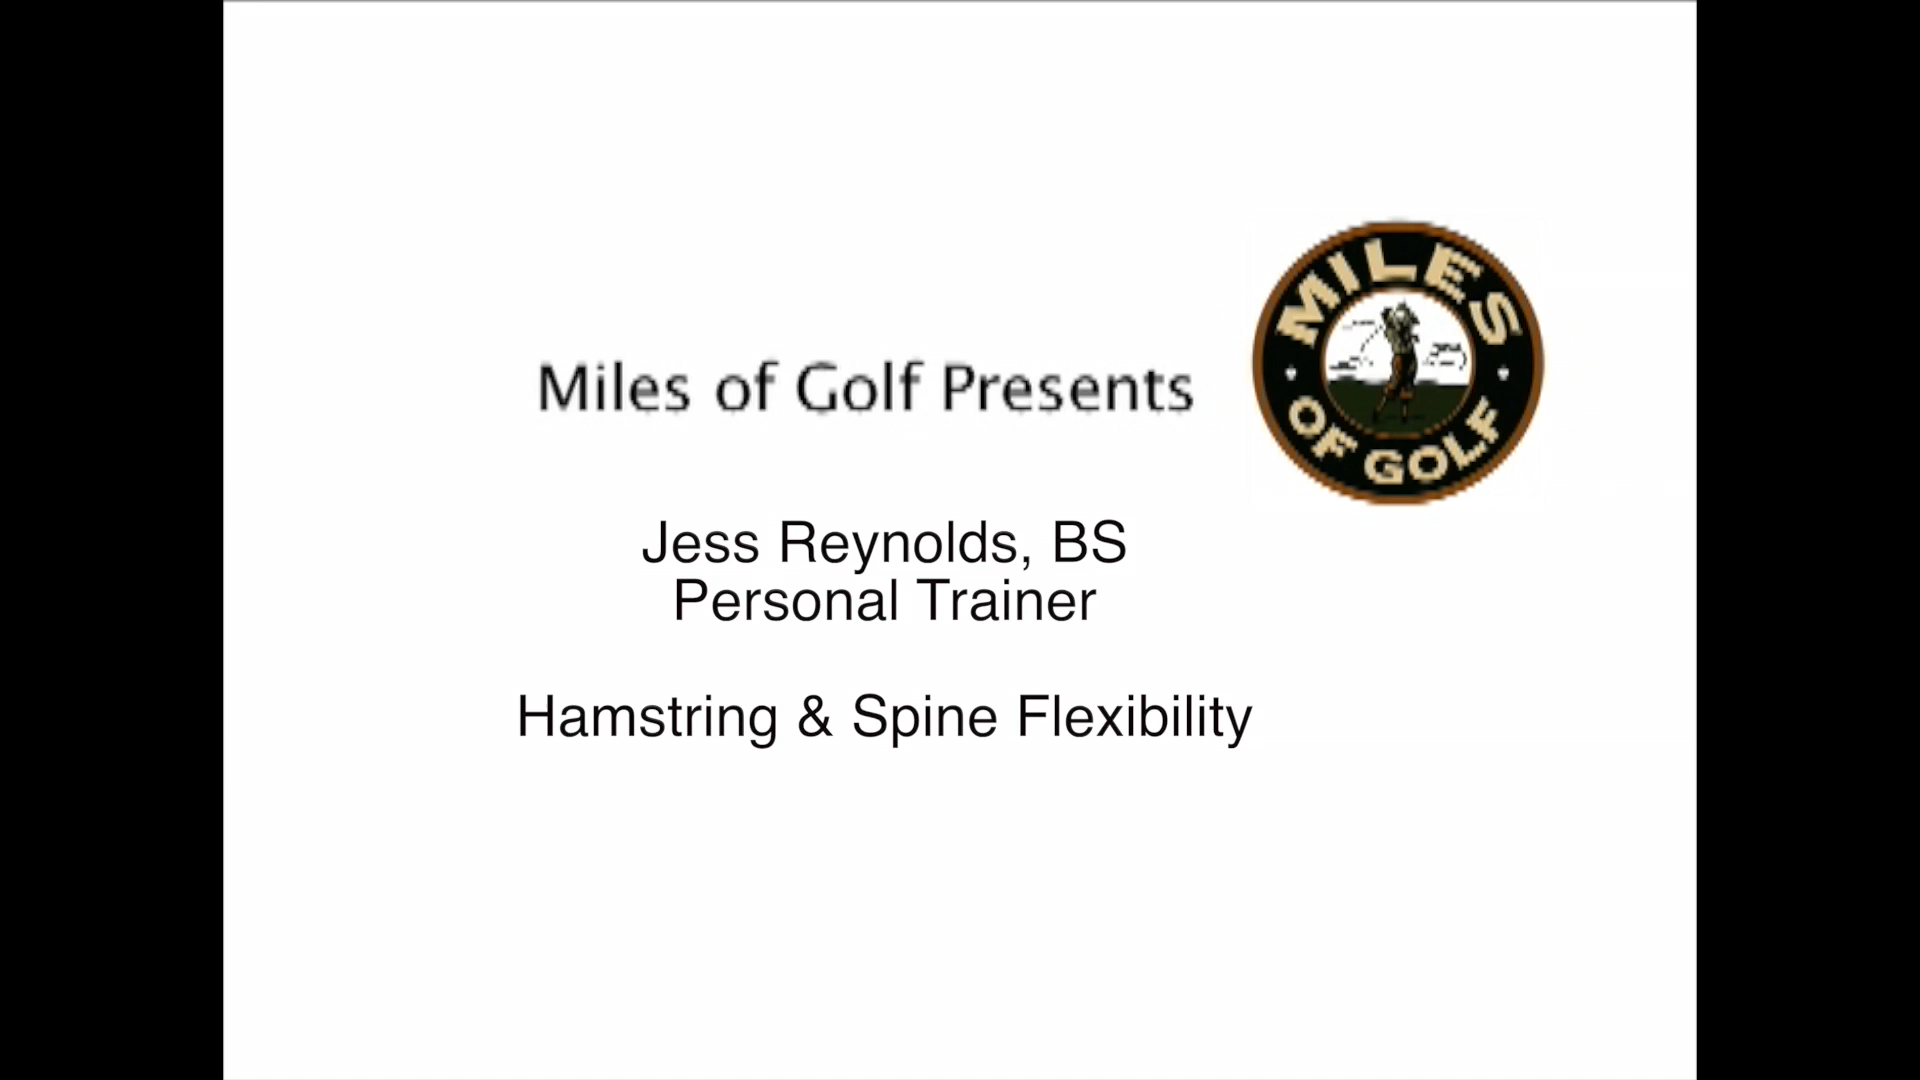 Miles of Golf Presents
MILES
OF GOLF
Jess Reynolds, BS
Personal Trainer
Hamstring & Spine Flexibility